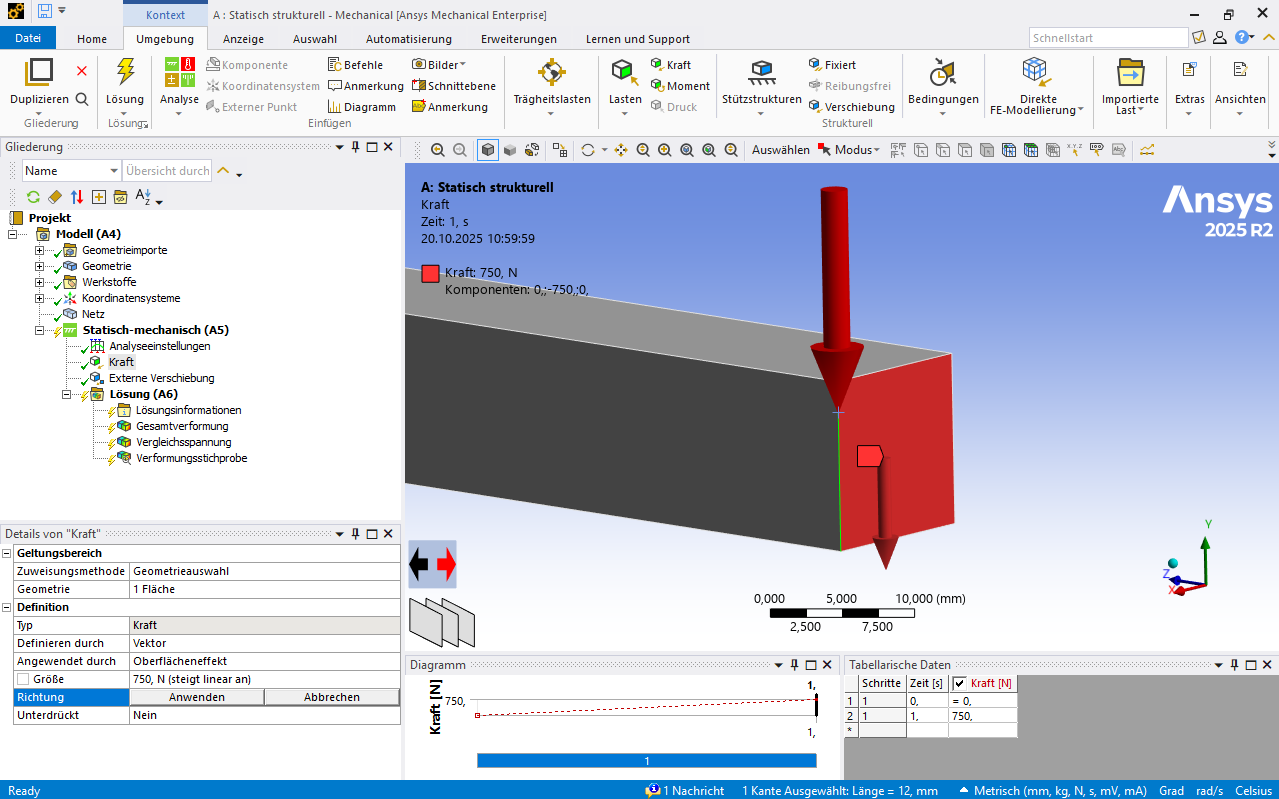 Kontext
A : Statisch strukturell - Mechanical [Ansys Mechanical Enterprise]
Datei Home Umgebung Anzeige Auswahl Automatisierung Erweiterungen Lernen und Support Schnellstart
Komponente Befehle Bilder Kraft Fixiert
Koordinatensystem Anmerkung Schnittebene Moment Reibungsfrei
Duplizieren Lösung Analyse Externer Punkt Diagramm Anmerkung Trägheitslasten Lasten Druck Stützstrukturen Verschiebung Bedingungen Direkte FE-Modellierung Importierte Last Extras Ansichten
Gliederung Lösung Einfügen Strukturell
Gliederung
Name Übersicht durch
Auswählen Modus
Projekt
Modell (A4)
Geometrieimporte
Geometrie
Werkstoffe
Koordinatensysteme
Netz
Statisch-mechanisch (A5)
Analyseeinstellungen
Kraft
Externe Verschiebung
Lösung (A6)
Lösungsinformationen
Gesamtverformung
Vergleichsspannung
Verformungsstichprobe
A: Statisch strukturell
Kraft
Zeit: 1, s
20.10.2025 10:59:59
Kraft: 750, N
Komponenten: 0,;-750,;0,
Ansys
2025 R2
Y
Z
X
0,000 5,000 10,000 (mm)
2,500 7,500
Details von "Kraft"
Geltungsbereich
Zuweisungsmethode Geometrieauswahl
Geometrie 1 Fläche
Definition
Typ Kraft
Definieren durch Vektor
Angewendet durch Oberflächeneffekt
Größe 750, N (steigt linear an)
Richtung Anwenden Abbrechen
Unterdrückt Nein
Diagramm
Kraft [N]
1,
750,
1,
1
Tabellarische Daten
Schritte Zeit [s] Kraft [N]
1 1 0, = 0,
2 1 1, 750,
*
Ready 1 Nachricht 1 Kante Ausgewählt: Länge = 12, mm Metrisch (mm, kg, N, s, mV, mA) Grad rad/s Celsius